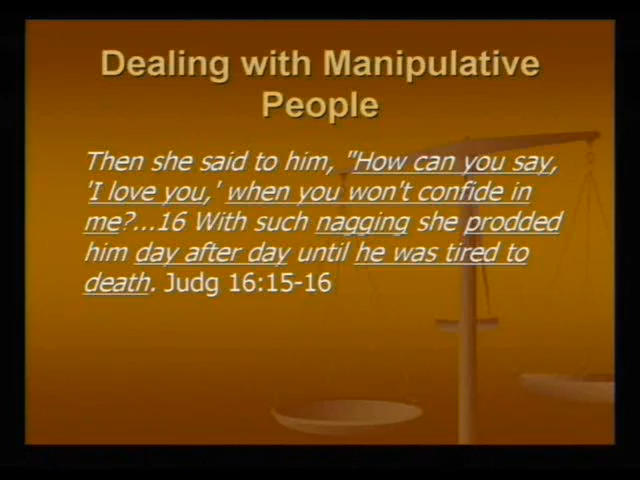 Dealing with Manipulative
People
Then she said to him, "How can you say,
'I love you,' when you won't confide in
me?...16 With such nagging she prodded
him day after day until he was tired to
death. Judg 16:15-16